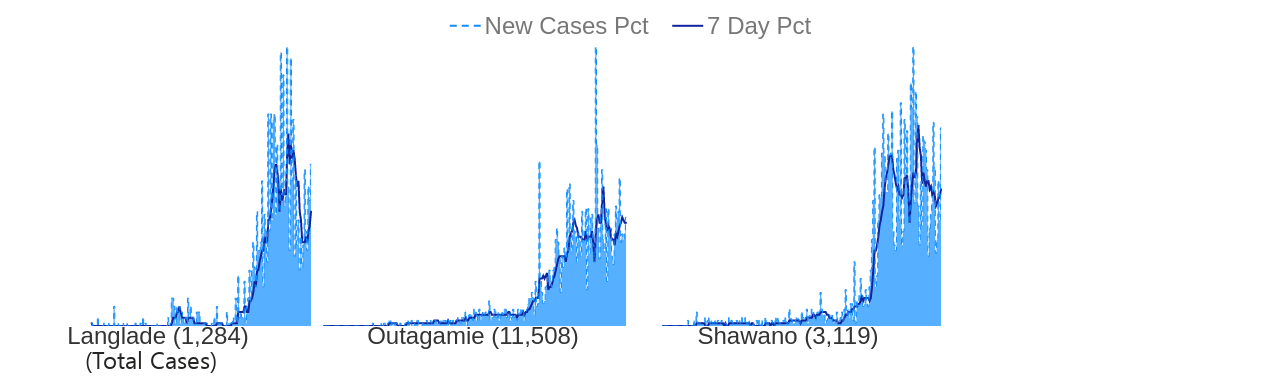 New Cases Pct 7 Day Pct
Langlade (1,284) Outagamie (11,508) Shawano (3,119)
(Total Cases)